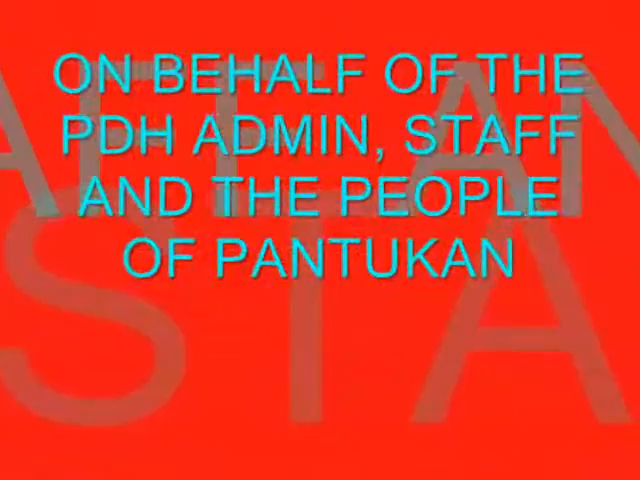 ON BEHALF OF THE
PDH ADMIN, STAFF
AND THE PEOPLE
OF PANTUKAN